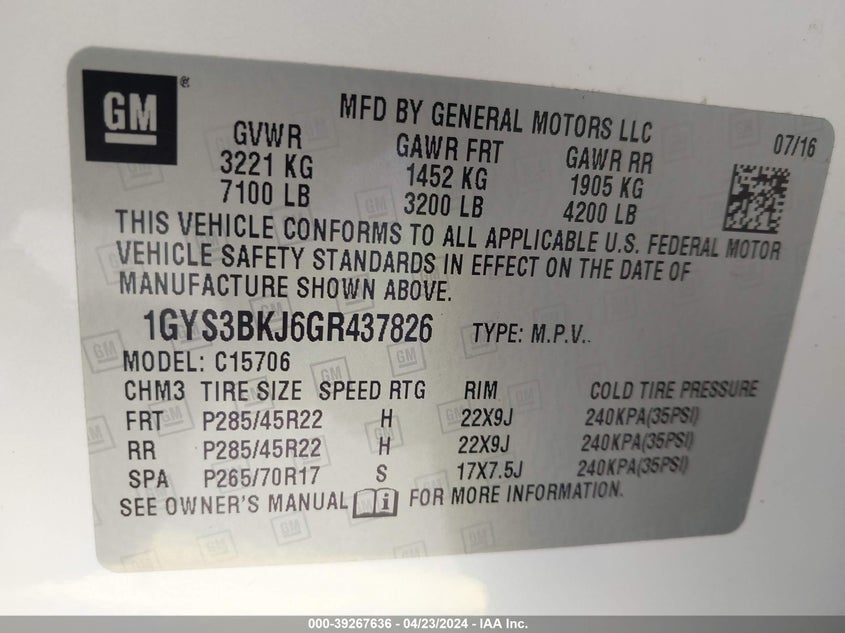 GM®
MFD BY GENERAL MOTORS LLC
07/16
GVWR GAWR FRT GAWR RR
3221 KG 1452 KG 1905 KG
7100 LB 3200 LB 4200 LB
THIS VEHICLE CONFORMS TO ALL APPLICABLE U.S. FEDERAL MOTOR
VEHICLE SAFETY STANDARDS IN EFFECT ON THE DATE OF
MANUFACTURE SHOWN ABOVE.
1GYS3BKJ6GR437826 TYPE: M.P.V..
MODEL: C15706
CHM3 TIRE SIZE SPEED RTG RIM COLD TIRE PRESSURE
FRT P285/45R22 H 22X9J 240KPA(35PSI)
RR P285/45R22 H 22X9J 240KPA(35PSI)
SPA P265/70R17 S 17X7.5J 240KPA(35PSI)
SEE OWNER'S MANUAL FOR MORE INFORMATION.
000-39267636 - 04/23/2024 - IAA Inc.